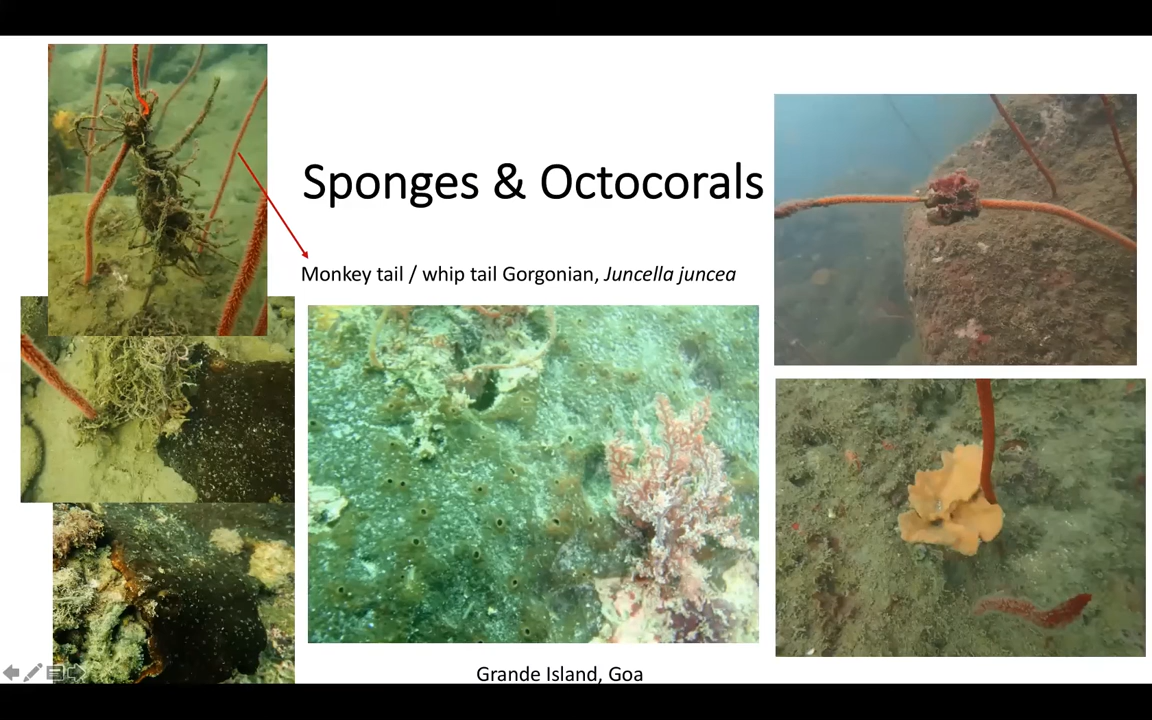 Sponges & Octocorals
Monkey tail / whip tail Gorgonian, Juncella juncea
Grande Island, Goa